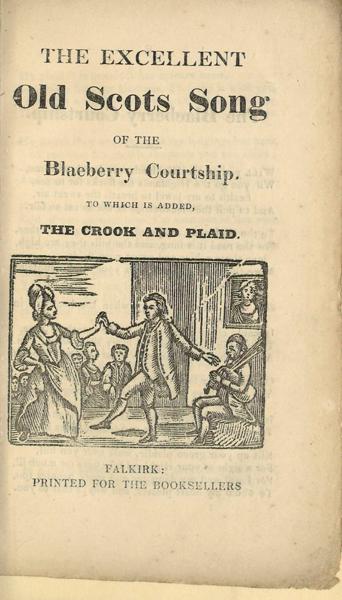 THE EXCELLENT
Old Scots Song
OF THE
Blaeberry Courtship.
TO WHICH IS ADDED,
THE CROOK AND PLAID.
FALKIRK:
PRINTED FOR THE BOOKSELLERS